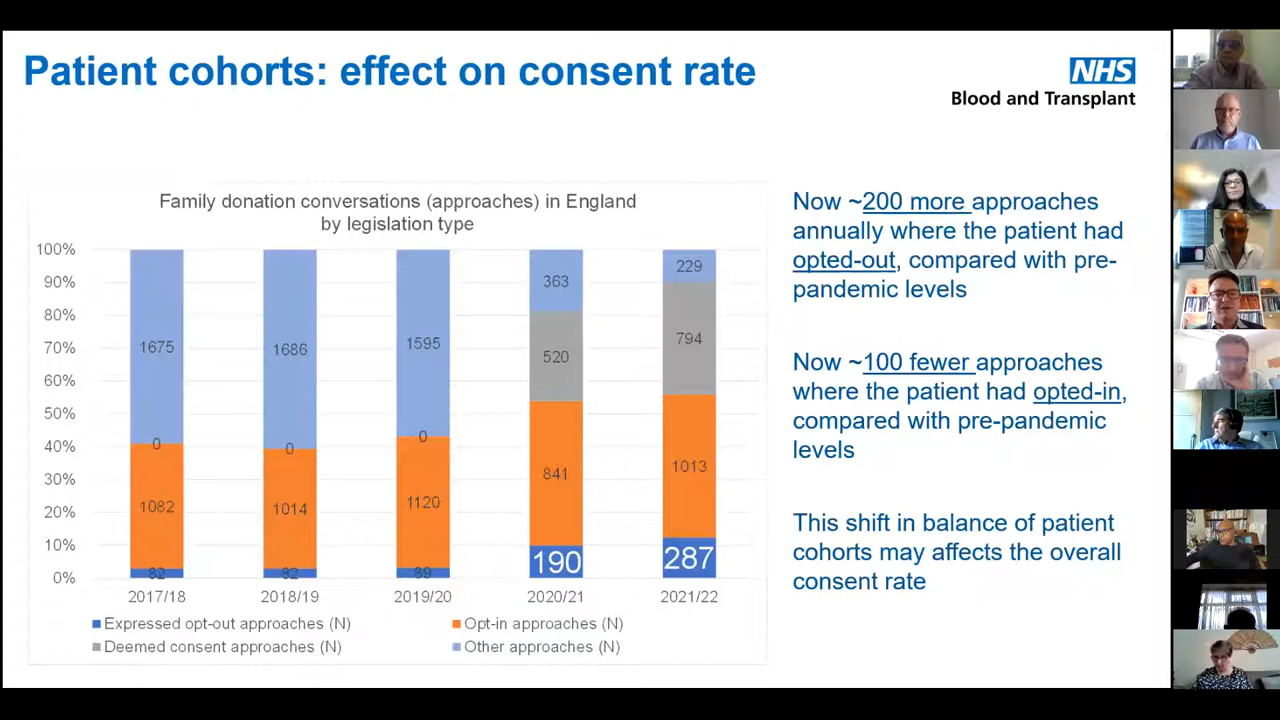 Patient cohorts: effect on consent rate
NHS
Blood and Transplant
Family donation conversations (approaches) in England
by legislation type
100%
90%
80%
70%
60%
50%
40%
30%
20%
10%
0%
1675
0
1082
82
1686
0
1014
82
1595
0
1120
89
363
520
841
190
229
794
1013
287
2017/18
2018/19
2019/20
2020/21
2021/22
Expressed opt-out approaches (N)
Opt-in approaches (N)
Deemed consent approaches (N)
Other approaches (N)
Now ~200 more approaches
annually where the patient had
opted-out, compared with pre-
pandemic levels
Now ~100 fewer approaches
where the patient had opted-in,
compared with pre-pandemic
levels
This shift in balance of patient
cohorts may affects the overall
consent rate